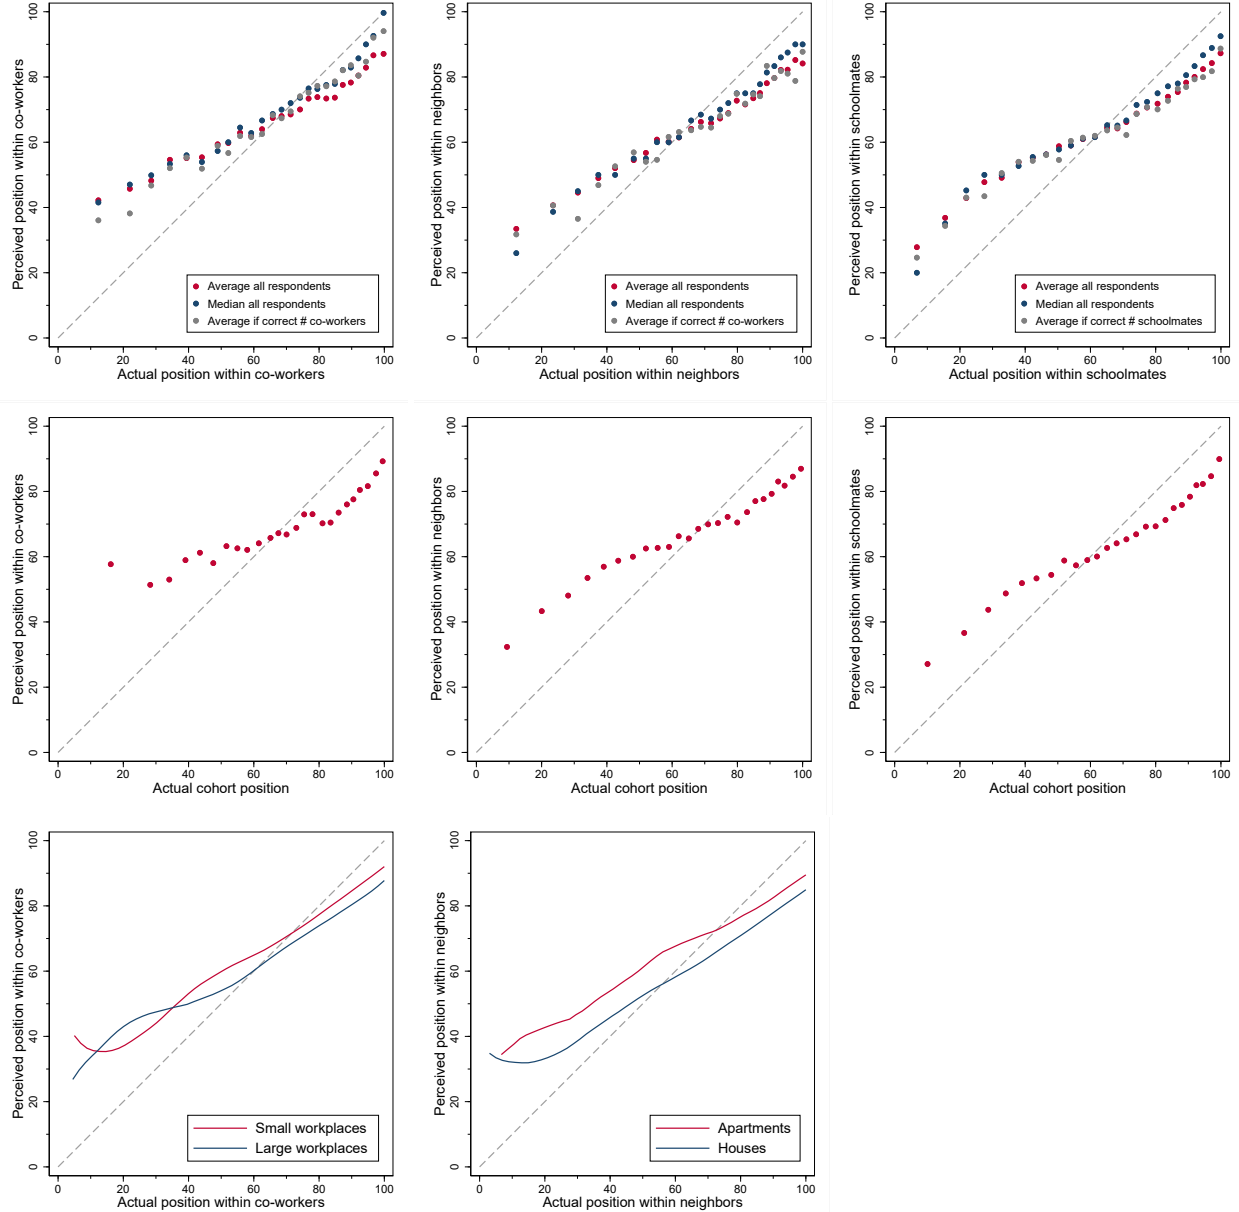 Perceived position within co-workers
100
80
60
40
20
0
Average all respondents
Median all respondents
Average if correct # co-workers
0 20 40 60 80 100
Actual position within co-workers
Perceived position within neighbors
100
80
60
40
20
0
Average all respondents
Median all respondents
Average if correct # co-workers
0 20 40 60 80 100
Actual position within neighbors
Perceived position within schoolmates
100
80
60
40
20
0
Average all respondents
Median all respondents
Average if correct # schoolmates
0 20 40 60 80 100
Actual position within schoolmates
Perceived position within co-workers
100
80
60
40
20
0
0 20 40 60 80 100
Actual cohort position
Perceived position within neighbors
100
80
60
40
20
0
0 20 40 60 80 100
Actual cohort position
Perceived position within schoolmates
100
80
60
40
20
0
0 20 40 60 80 100
Actual cohort position
Perceived position within co-workers
100
80
60
40
20
0
Small workplaces
Large workplaces
0 20 40 60 80 100
Actual position within co-workers
Perceived position within neighbors
100
80
60
40
20
0
Apartments
Houses
0 20 40 60 80 100
Actual position within neighbors